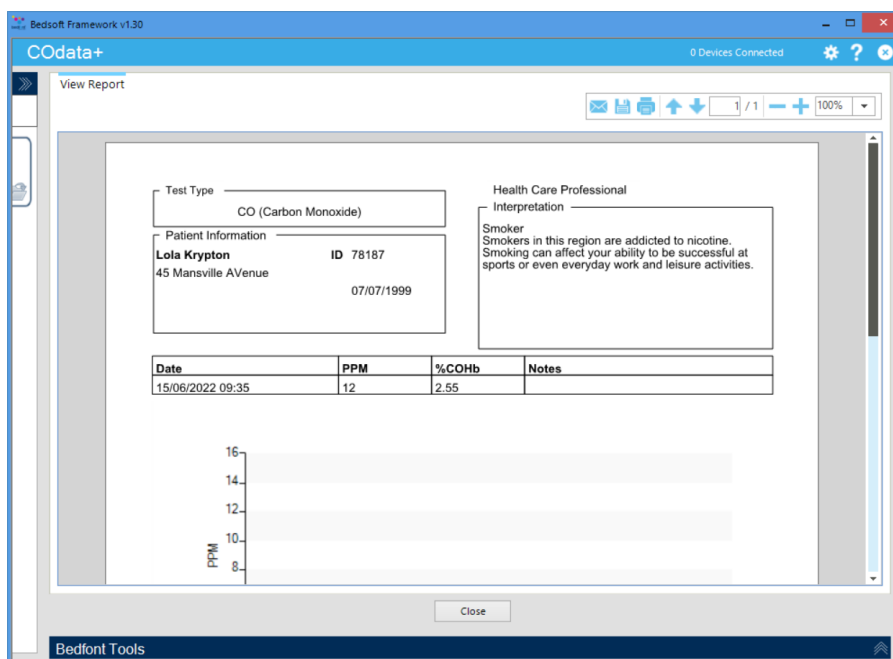 Bedsoft Framework v1.30
COdata+
0 Devices Connected
View Report
1 / 1
100%
Test Type
CO (Carbon Monoxide)
Patient Information
Lola Krypton ID 78187
45 Mansville AVenue
07/07/1999
Health Care Professional
Interpretation
Smoker
Smokers in this region are addicted to nicotine.
Smoking can affect your ability to be successful at
sports or even everyday work and leisure activities.
Date PPM %COHb Notes
15/06/2022 09:35 12 2.55
16
14
12
10
8
PPM
Close
Bedfont Tools